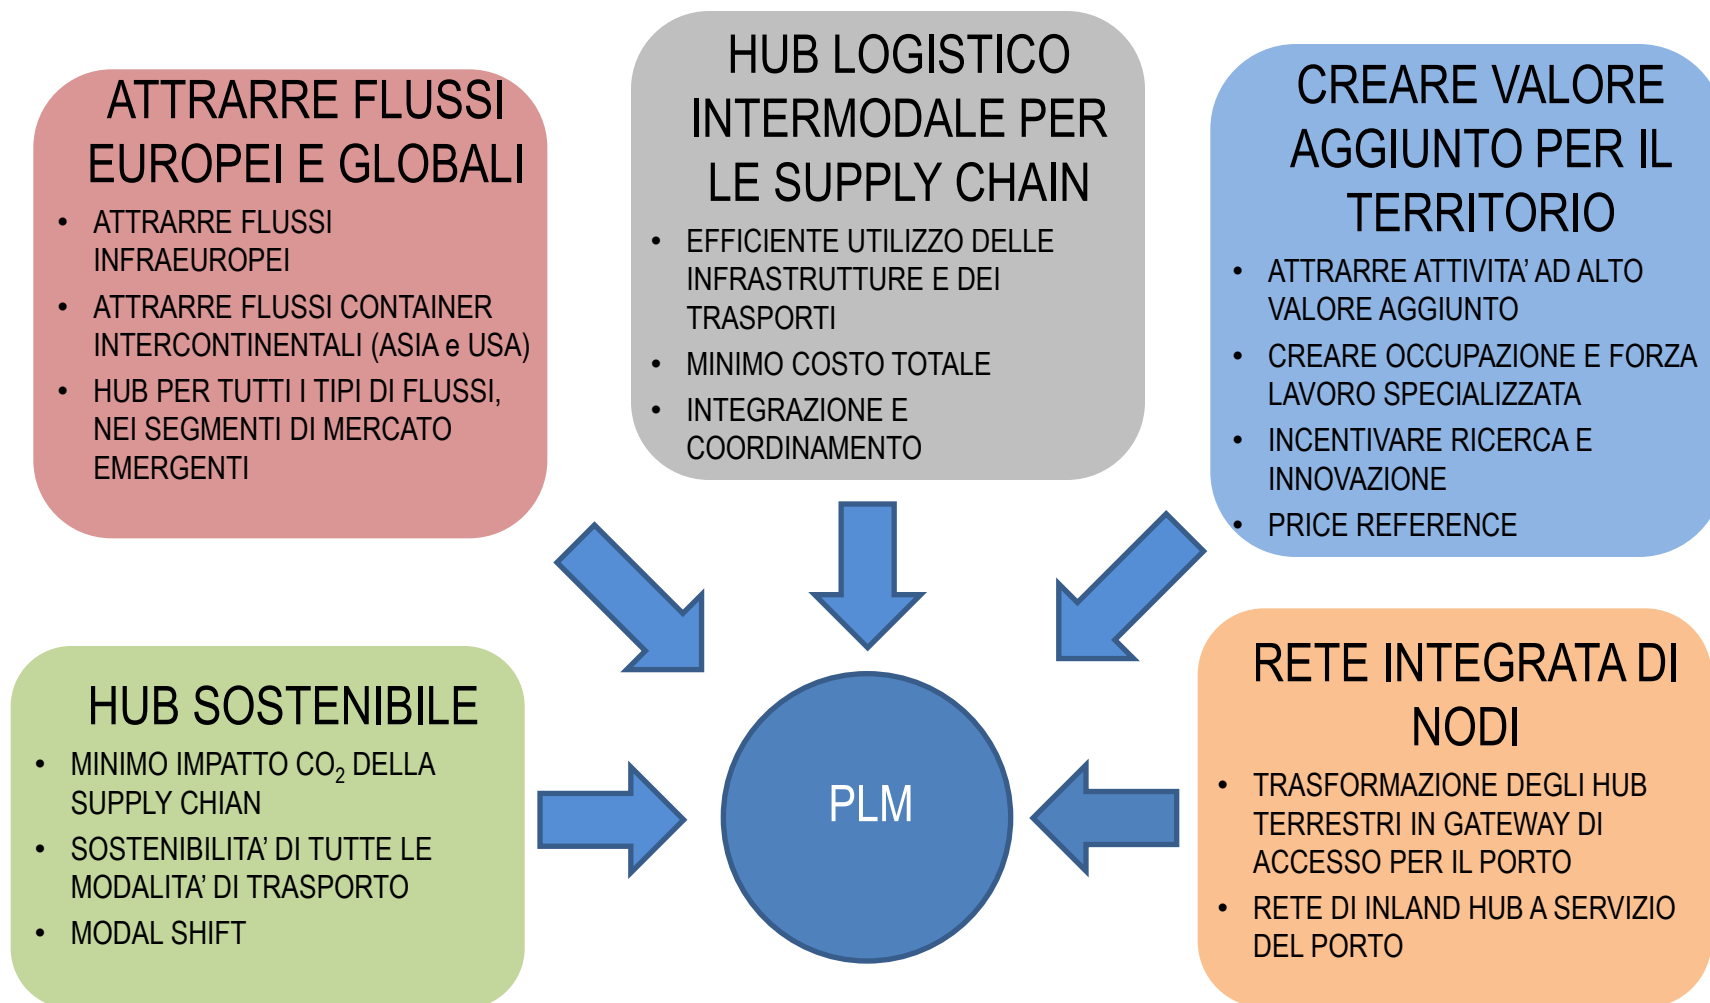 ATTRARRE FLUSSI
EUROPEI E GLOBALI
• ATTRARRE FLUSSI
INFRAEUROPEI
• ATTRARRE FLUSSI CONTAINER
INTERCONTINENTALI (ASIA e USA)
• HUB PER TUTTI I TIPI DI FLUSSI,
NEI SEGMENTI DI MERCATO
EMERGENTI
HUB LOGISTICO
INTERMODALE PER
LE SUPPLY CHAIN
• EFFICIENTE UTILIZZO DELLE
INFRASTRUTTURE E DEI
TRASPORTI
• MINIMO COSTO TOTALE
• INTEGRAZIONE E
COORDINAMENTO
CREARE VALORE
AGGIUNTO PER IL
TERRITORIO
• ATTRARRE ATTIVITA’ AD ALTO
VALORE AGGIUNTO
• CREARE OCCUPAZIONE E FORZA
LAVORO SPECIALIZZATA
• INCENTIVARE RICERCA E
INNOVAZIONE
• PRICE REFERENCE
HUB SOSTENIBILE
• MINIMO IMPATTO CO₂ DELLA
SUPPLY CHIAN
• SOSTENIBILITA’ DI TUTTE LE
MODALITA’ DI TRASPORTO
• MODAL SHIFT
PLM
RETE INTEGRATA DI
NODI
• TRASFORMAZIONE DEGLI HUB
TERRESTRI IN GATEWAY DI
ACCESSO PER IL PORTO
• RETE DI INLAND HUB A SERVIZIO
DEL PORTO